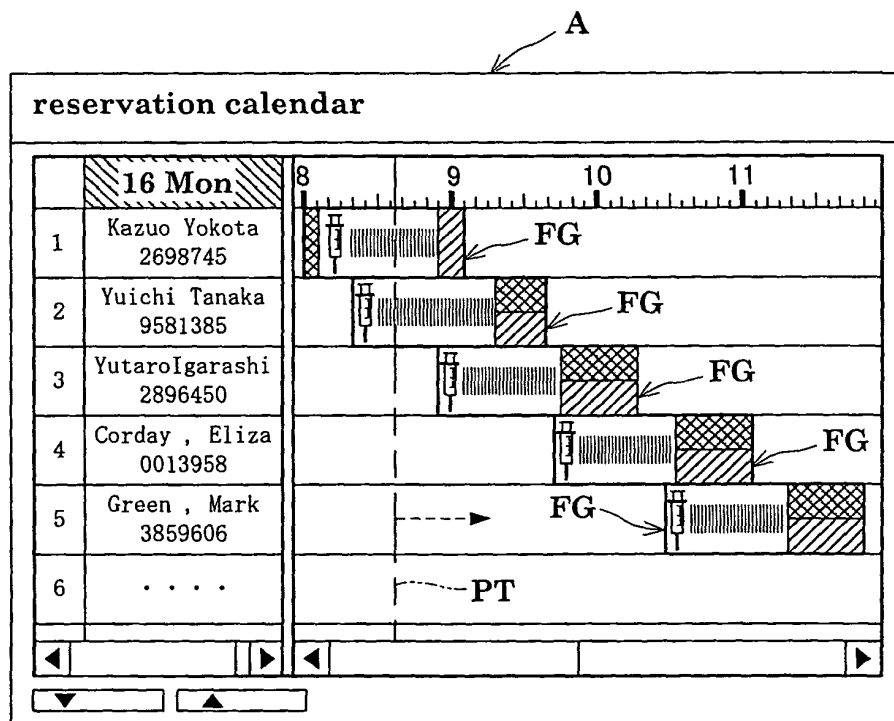 A
reservation calendar
16 Mon 8 9 10 11
1 Kazuo Yokota
2698745
FG
2 Yuichi Tanaka
9581385
FG
3 YutaroIgarashi
2896450
FG
4 Corday , Eliza
0013958
FG
5 Green , Mark
3859606
FG
6 ····
PT